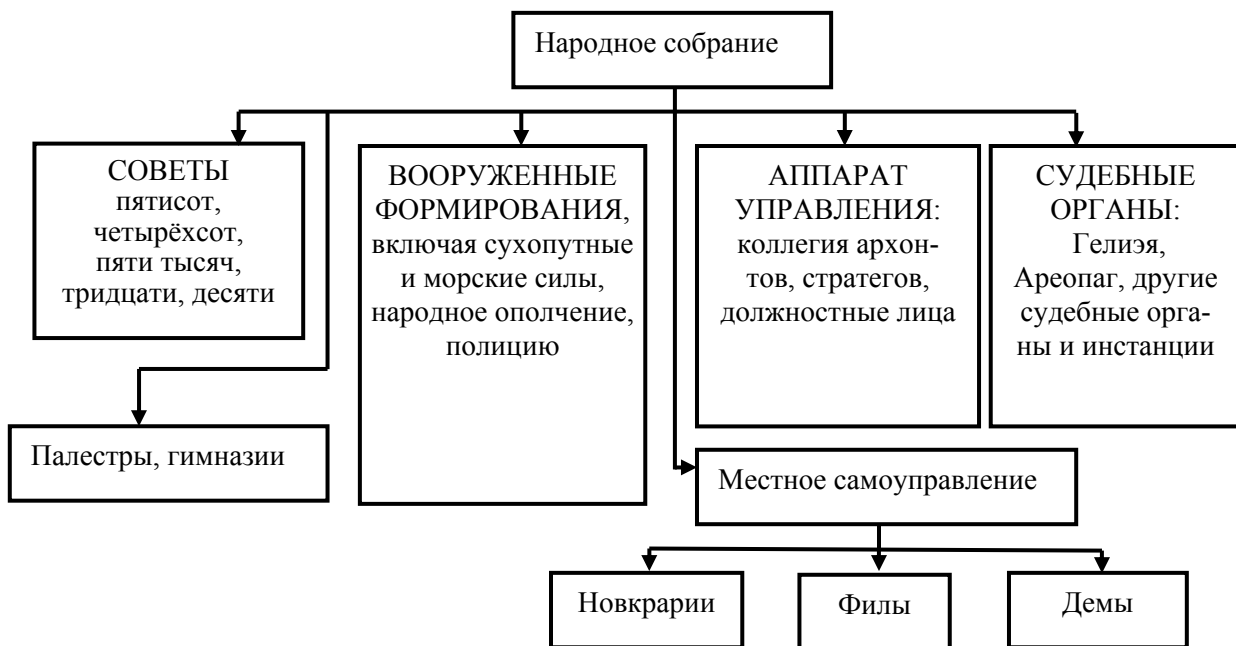 Народное собрание
СОВЕТЫ
пятисот,
четырёхсот,
пяти тысяч,
тридцати, десяти
ВООРУЖЕННЫЕ
ФОРМИРОВАНИЯ,
включая сухопутные
и морские силы,
народное ополчение,
полицию
АППАРАТ
УПРАВЛЕНИЯ:
коллегия архон-
тов, стратегов,
должностные лица
СУДЕБНЫЕ
ОРГАНЫ:
Гелиэя,
Ареопаг, другие
судебные орга-
ны и инстанции
Палестры, гимназии
Местное самоуправление
Новкрарии
Филы
Демы